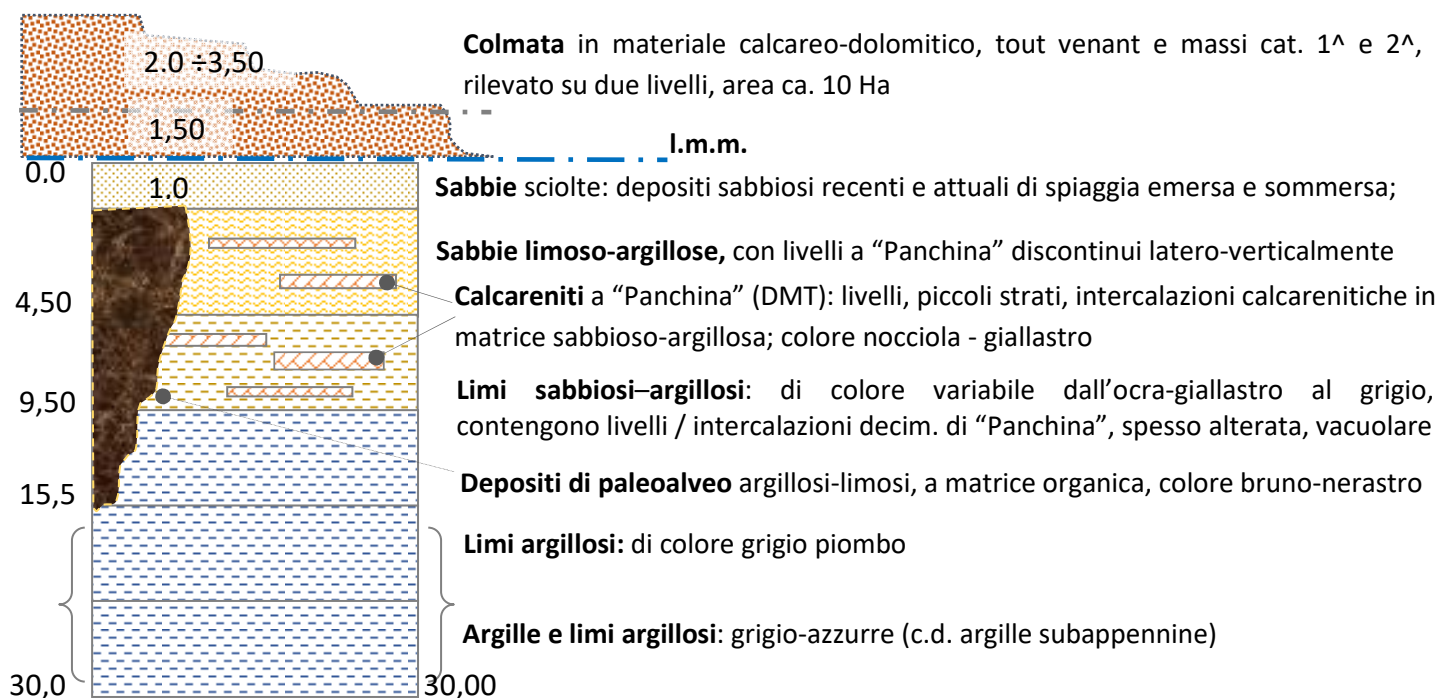 Colmata in materiale calcareo-dolomitico, tout venant e massi cat. 1^ e 2^,
2.0 ÷3,50
rilevato su due livelli, area ca. 10 Ha
1,50
l.m.m.
0,0
1.0
Sabbie sciolte: depositi sabbiosi recenti e attuali di spiaggia emersa e sommersa;
Sabbie limoso-argillose, con livelli a “Panchina” discontinui latero-verticalmente
4,50
Calcareniti a “Panchina” (DMT): livelli, piccoli strati, intercalazioni calcarenitiche in
matrice sabbioso-argillosa; colore nocciola - giallastro
9,50
Limi sabbiosi–argillosi: di colore variabile dall’ocra-giallastro al grigio,
contengono livelli / intercalazioni decim. di “Panchina”, spesso alterata, vacuolare
15,5
Depositi di paleoalveo argillosi-limosi, a matrice organica, colore bruno-nerastro
Limi argillosi: di colore grigio piombo
Argille e limi argillosi: grigio-azzurre (c.d. argille subappennine)
30,0
30,00